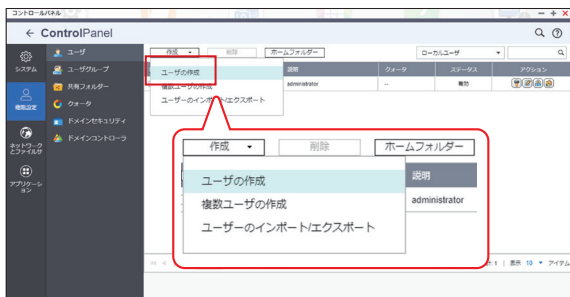 コントロールパネル
ControlPanel
システム
権限設定
ネットワーク
とファイルサ
アプリケーシ
ョン
ユーザ
ユーザグループ
共有フォルダー
クォータ
ドメインセキュリティ
ドメインコントローラ
作成 削除 ホームフォルダー ローカルユーザ
説明 クォータ ステータス アクション
administrator -- 有効
ユーザの作成
複数ユーザの作成
ユーザーのインポート/エクスポート
作成 削除 ホームフォルダー
ユーザの作成
複数ユーザの作成
ユーザーのインポート/エクスポート
説明
administrator
表示 10 アイテム